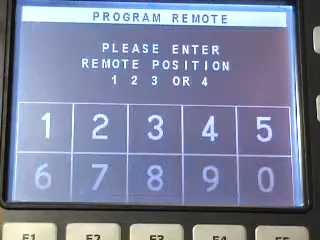 PROGRAM REMOTE
PLEASE ENTER
REMOTE POSITION
1 2 3 OR 4
1 2 3 4 5
6 7 8 9 0
F1 F2 F3 F4 F5